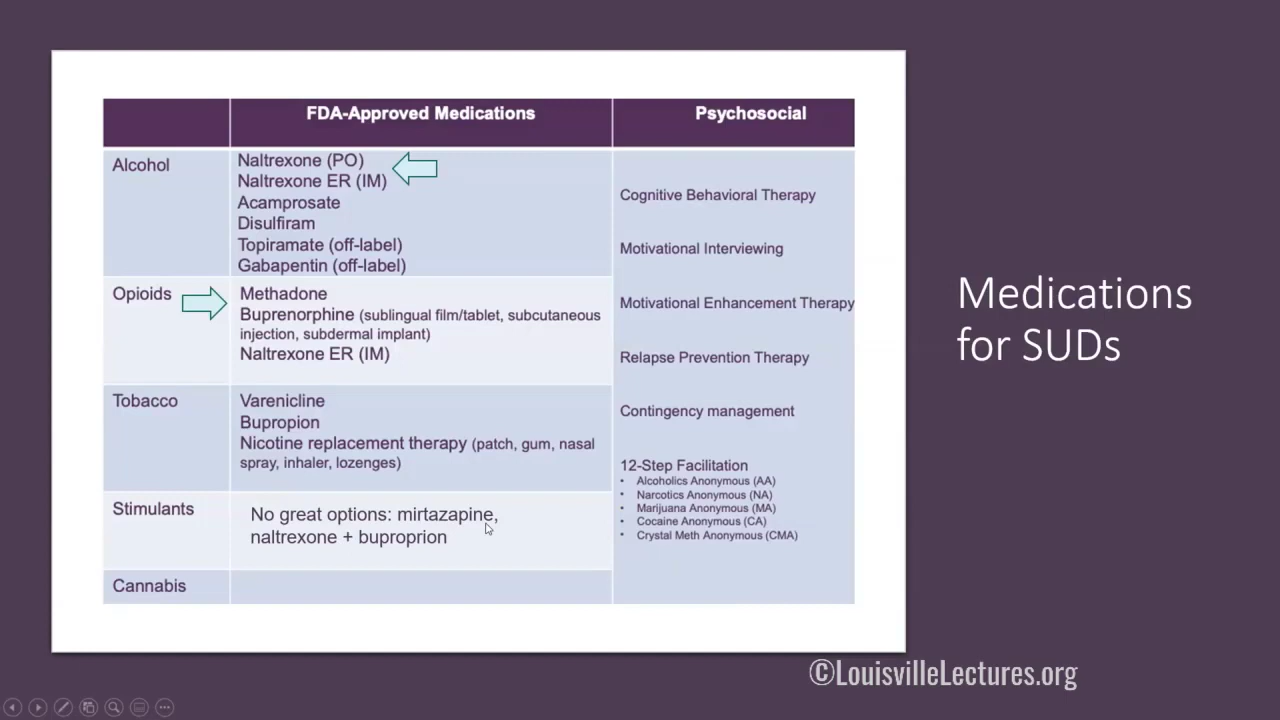 FDA-Approved Medications
Psychosocial
Alcohol
Naltrexone (PO)
Naltrexone ER (IM)
Acamprosate
Disulfiram
Topiramate (off-label)
Gabapentin (off-label)
Opioids
Methadone
Buprenorphine (sublingual film/tablet, subcutaneous
injection, subdermal implant)
Naltrexone ER (IM)
Tobacco
Varenicline
Bupropion
Nicotine replacement therapy (patch, gum, nasal
spray, inhaler, lozenges)
Stimulants
No great options: mirtazapine,
naltrexone + buproprion
Cannabis
Cognitive Behavioral Therapy
Motivational Interviewing
Motivational Enhancement Therapy
Relapse Prevention Therapy
Contingency management
12-Step Facilitation
• Alcoholics Anonymous (AA)
• Narcotics Anonymous (NA)
• Marijuana Anonymous (MA)
• Cocaine Anonymous (CA)
• Crystal Meth Anonymous (CMA)
Medications
for SUDs
©LouisvilleLectures.org